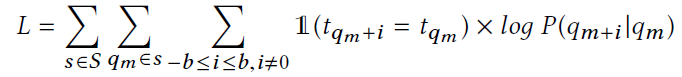 L = ∑_{s∈S} ∑_{q_m∈s} ∑_{−b≤i≤b, i≠0} 𝟙(t_{q_{m+i}} = t_{q_m}) × log P(q_{m+i}|q_m)